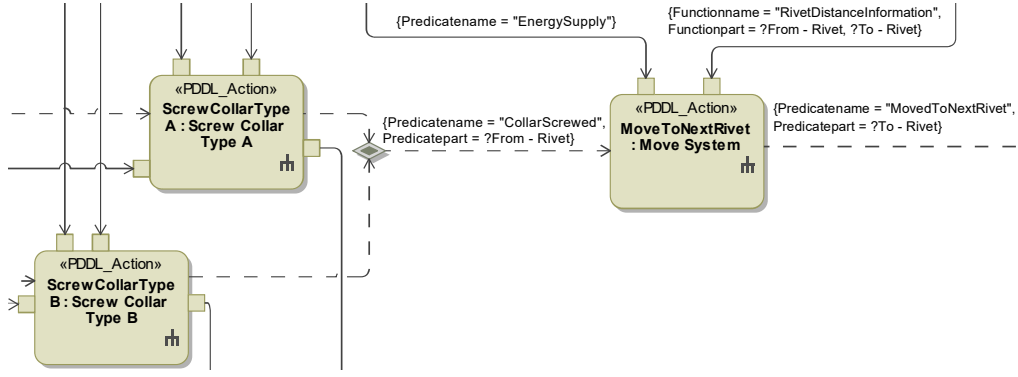 {Predicatename = "EnergySupply"}
{Functionname = "RivetDistanceInformation",
Functionpart = ?From - Rivet, ?To - Rivet}
«PDDL_Action»
ScrewCollarType
A : Screw Collar
Type A
{Predicatename = "CollarScrewed",
Predicatepart = ?From - Rivet}
«PDDL_Action»
MoveToNextRivet
: Move System
{Predicatename = "MovedToNextRivet",
Predicatepart = ?To - Rivet}
«PDDL_Action»
ScrewCollarType
B : Screw Collar
Type B